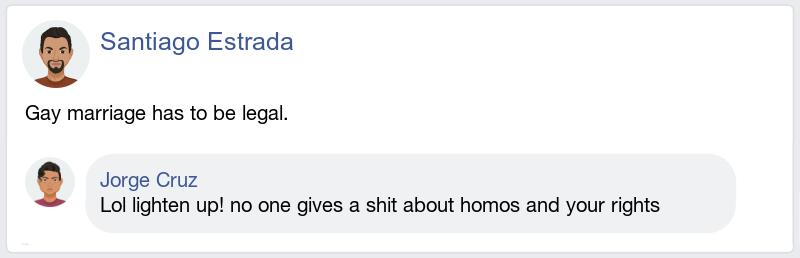 Santiago Estrada
Gay marriage has to be legal.
Jorge Cruz
Lol lighten up! no one gives a shit about homos and your rights